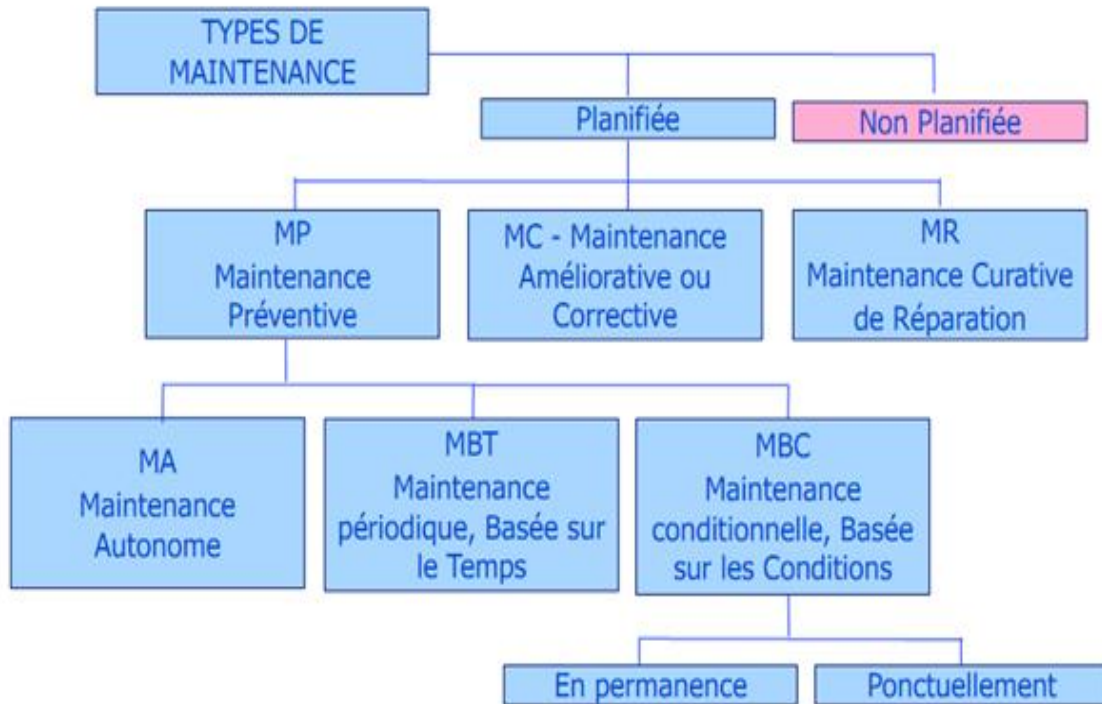 TYPES DE
MAINTENANCE
Planifiée
Non Planifiée
MP
Maintenance
Préventive
MC - Maintenance
Améliorative ou
Corrective
MR
Maintenance Curative
de Réparation
MA
Maintenance
Autonome
MBT
Maintenance
périodique, Basée sur
le Temps
MBC
Maintenance
conditionnelle, Basée
sur les Conditions
En permanence
Ponctuellement